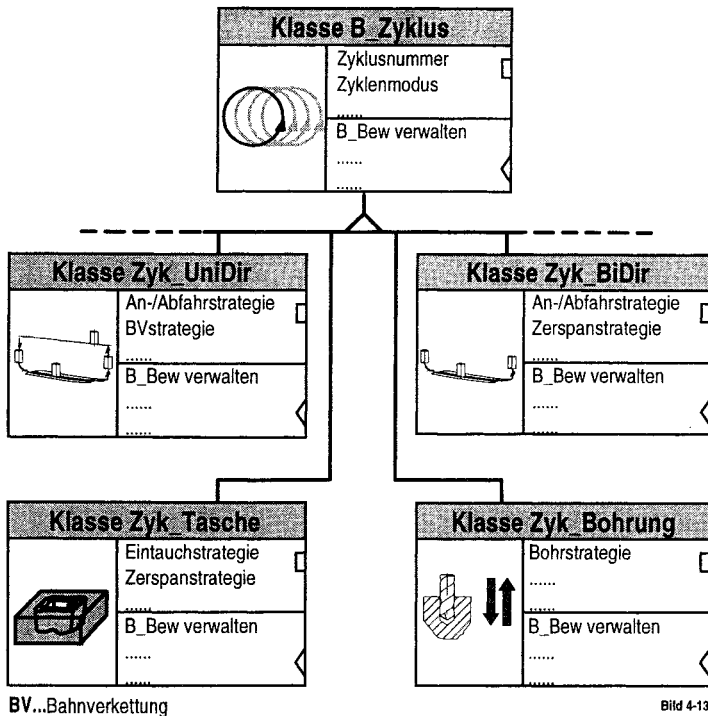 Klasse B_Zyklus
Zyklusnummer
Zyklenmodus
......
B_Bew verwalten
......
......
Klasse Zyk_UniDir
An-/Abfahrstrategie
BVstrategie
......
B_Bew verwalten
......
......
Klasse Zyk_BiDir
An-/Abfahrstrategie
Zerspanstrategie
......
B_Bew verwalten
......
......
Klasse Zyk_Tasche
Eintauchstrategie
Zerspanstrategie
......
B_Bew verwalten
......
......
Klasse Zyk_Bohrung
Bohrstrategie
......
......
B_Bew verwalten
......
......
BV...Bahnverkettung
Bild 4-13